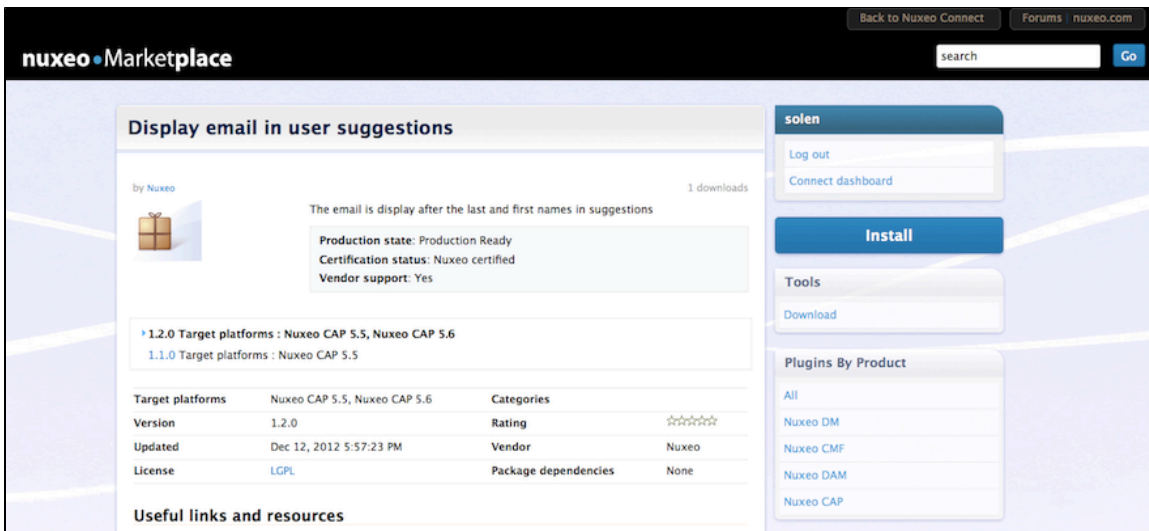 Back to Nuxeo Connect
Forums | nuxeo.com
nuxeo•Marketplace
search
Go
Display email in user suggestions
by Nuxeo
1 downloads
The email is display after the last and first names in suggestions
Production state: Production Ready
Certification status: Nuxeo certified
Vendor support: Yes
1.2.0 Target platforms : Nuxeo CAP 5.5, Nuxeo CAP 5.6
1.1.0 Target platforms : Nuxeo CAP 5.5
Target platforms Nuxeo CAP 5.5, Nuxeo CAP 5.6 Categories
Version 1.2.0 Rating
Updated Dec 12, 2012 5:57:23 PM Vendor Nuxeo
License LGPL Package dependencies None
Useful links and resources
solen
Log out
Connect dashboard
Install
Tools
Download
Plugins By Product
All
Nuxeo DM
Nuxeo CMF
Nuxeo DAM
Nuxeo CAP